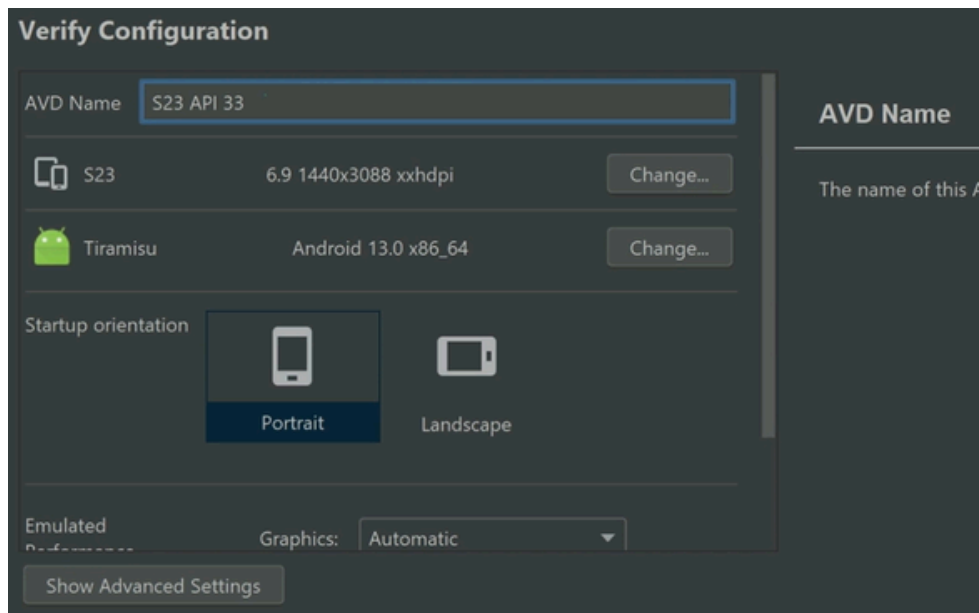 Verify Configuration
AVD Name S23 API 33
AVD Name
The name of this A
S23 6.9 1440x3088 xxhdpi Change...
Tiramisu Android 13.0 x86_64 Change...
Startup orientation
Portrait
Landscape
Emulated
Performance
Graphics: Automatic
Show Advanced Settings